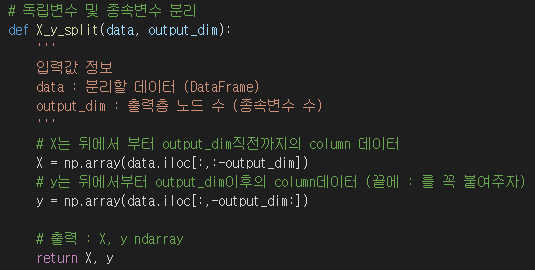 # 독립변수 및 종속변수 분리
def X_y_split(data, output_dim):
    '''
    입력값 정보
    data : 분리할 데이터 (DataFrame)
    output_dim : 출력층 노드 수 (종속변수 수)
    '''
    # X는 뒤에서 부터 output_dim직전까지의 column 데이터
    X = np.array(data.iloc[:,:-output_dim])
    # y는 뒤에서부터 output_dim이후의 column데이터 (끝에 : 를 꼭 붙여주자)
    y = np.array(data.iloc[:,-output_dim:])
    # 출력 : X, y ndarray
    return X, y